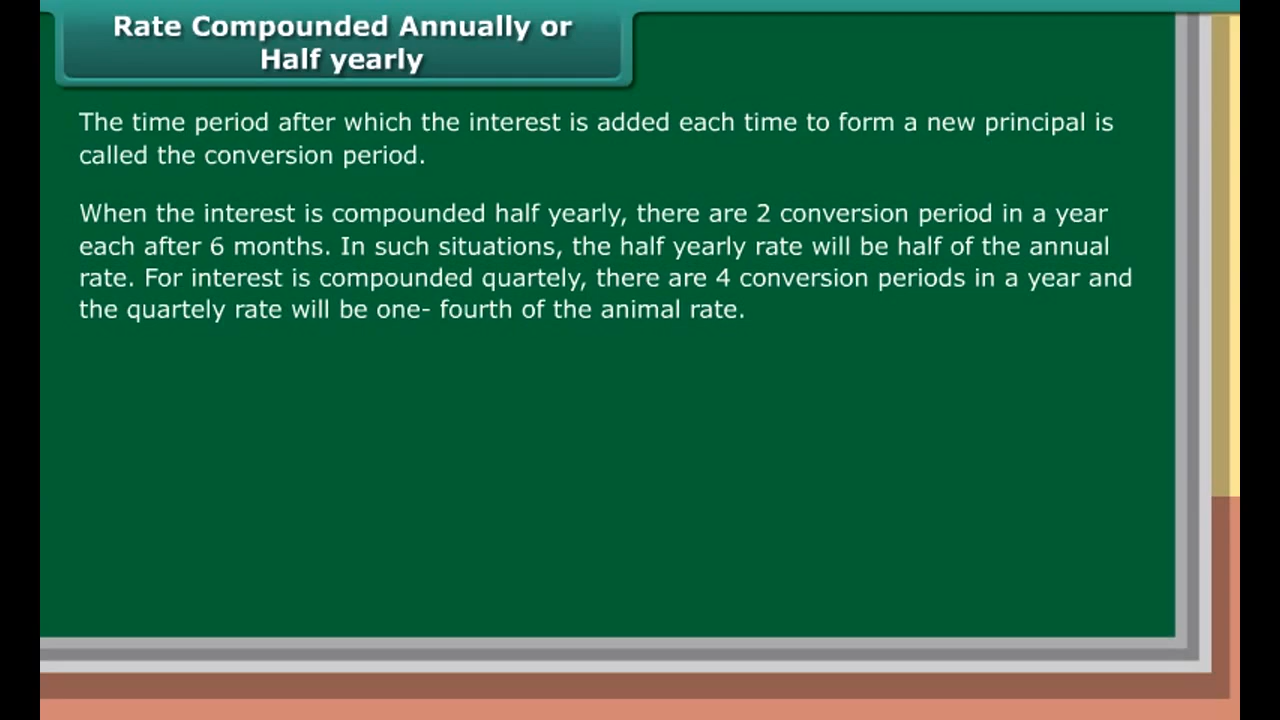 Rate Compounded Annually or
Half yearly
The time period after which the interest is added each time to form a new principal is
called the conversion period.
When the interest is compounded half yearly, there are 2 conversion period in a year
each after 6 months. In such situations, the half yearly rate will be half of the annual
rate. For interest is compounded quartely, there are 4 conversion periods in a year and
the quartely rate will be one- fourth of the animal rate.